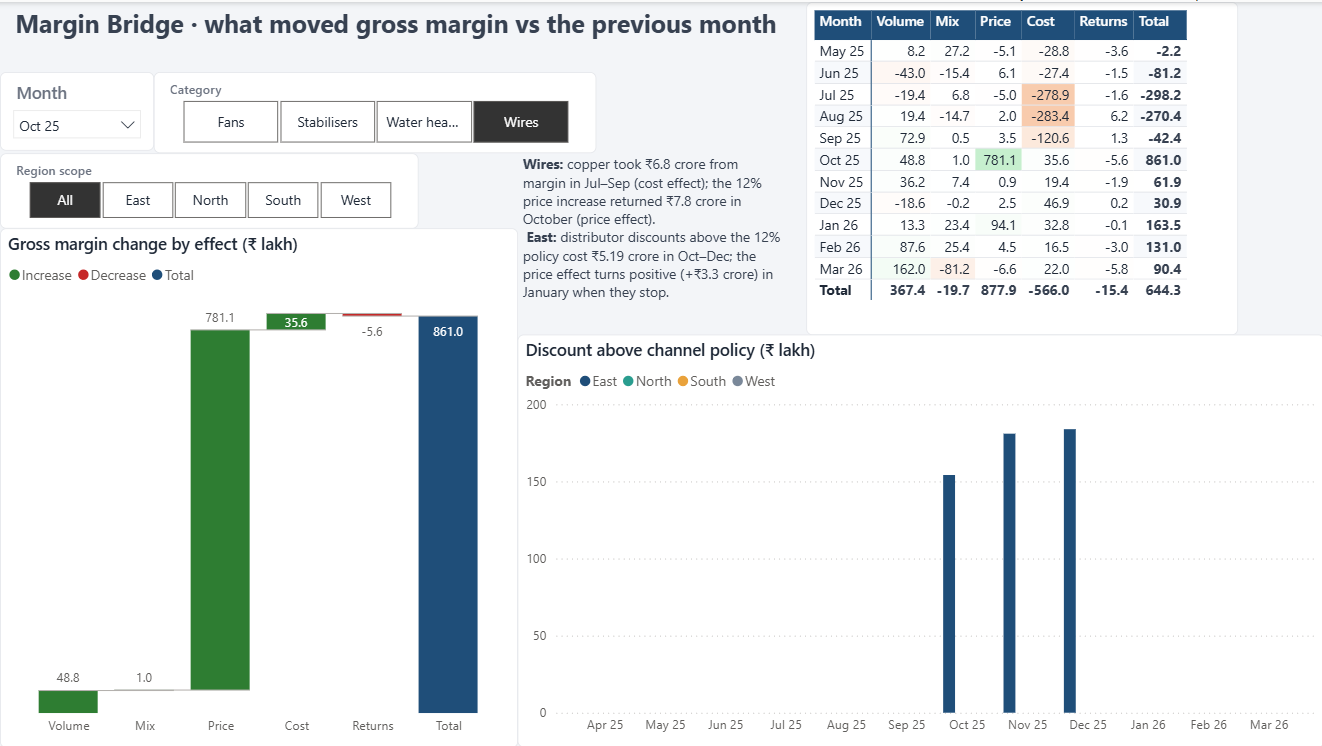 Margin Bridge · what moved gross margin vs the previous month
Month
Oct 25
Category
Fans
Stabilisers
Water hea...
Wires
Region scope
All
East
North
South
West
Wires: copper took ₹6.8 crore from
margin in Jul–Sep (cost effect); the 12%
price increase returned ₹7.8 crore in
October (price effect).
East: distributor discounts above the 12%
policy cost ₹5.19 crore in Oct–Dec; the
price effect turns positive (+₹3.3 crore) in
January when they stop.
Month Volume Mix Price Cost Returns Total
May 25 8.2 27.2 -5.1 -28.8 -3.6 -2.2
Jun 25 -43.0 -15.4 6.1 -27.4 -1.5 -81.2
Jul 25 -19.4 6.8 -5.0 -278.9 -1.6 -298.2
Aug 25 19.4 -14.7 2.0 -283.4 6.2 -270.4
Sep 25 72.9 0.5 3.5 -120.6 1.3 -42.4
Oct 25 48.8 1.0 781.1 35.6 -5.6 861.0
Nov 25 36.2 7.4 0.9 19.4 -1.9 61.9
Dec 25 -18.6 -0.2 2.5 46.9 0.2 30.9
Jan 26 13.3 23.4 94.1 32.8 -0.1 163.5
Feb 26 87.6 25.4 4.5 16.5 -3.0 131.0
Mar 26 162.0 -81.2 -6.6 22.0 -5.8 90.4
Total 367.4 -19.7 877.9 -566.0 -15.4 644.3
Gross margin change by effect (₹ lakh)
Increase Decrease Total
781.1
35.6
-5.6
861.0
48.8
1.0
Volume Mix Price Cost Returns Total
Discount above channel policy (₹ lakh)
Region East North South West
200
150
100
50
0
Apr 25 May 25 Jun 25 Jul 25 Aug 25 Sep 25 Oct 25 Nov 25 Dec 25 Jan 26 Feb 26 Mar 26